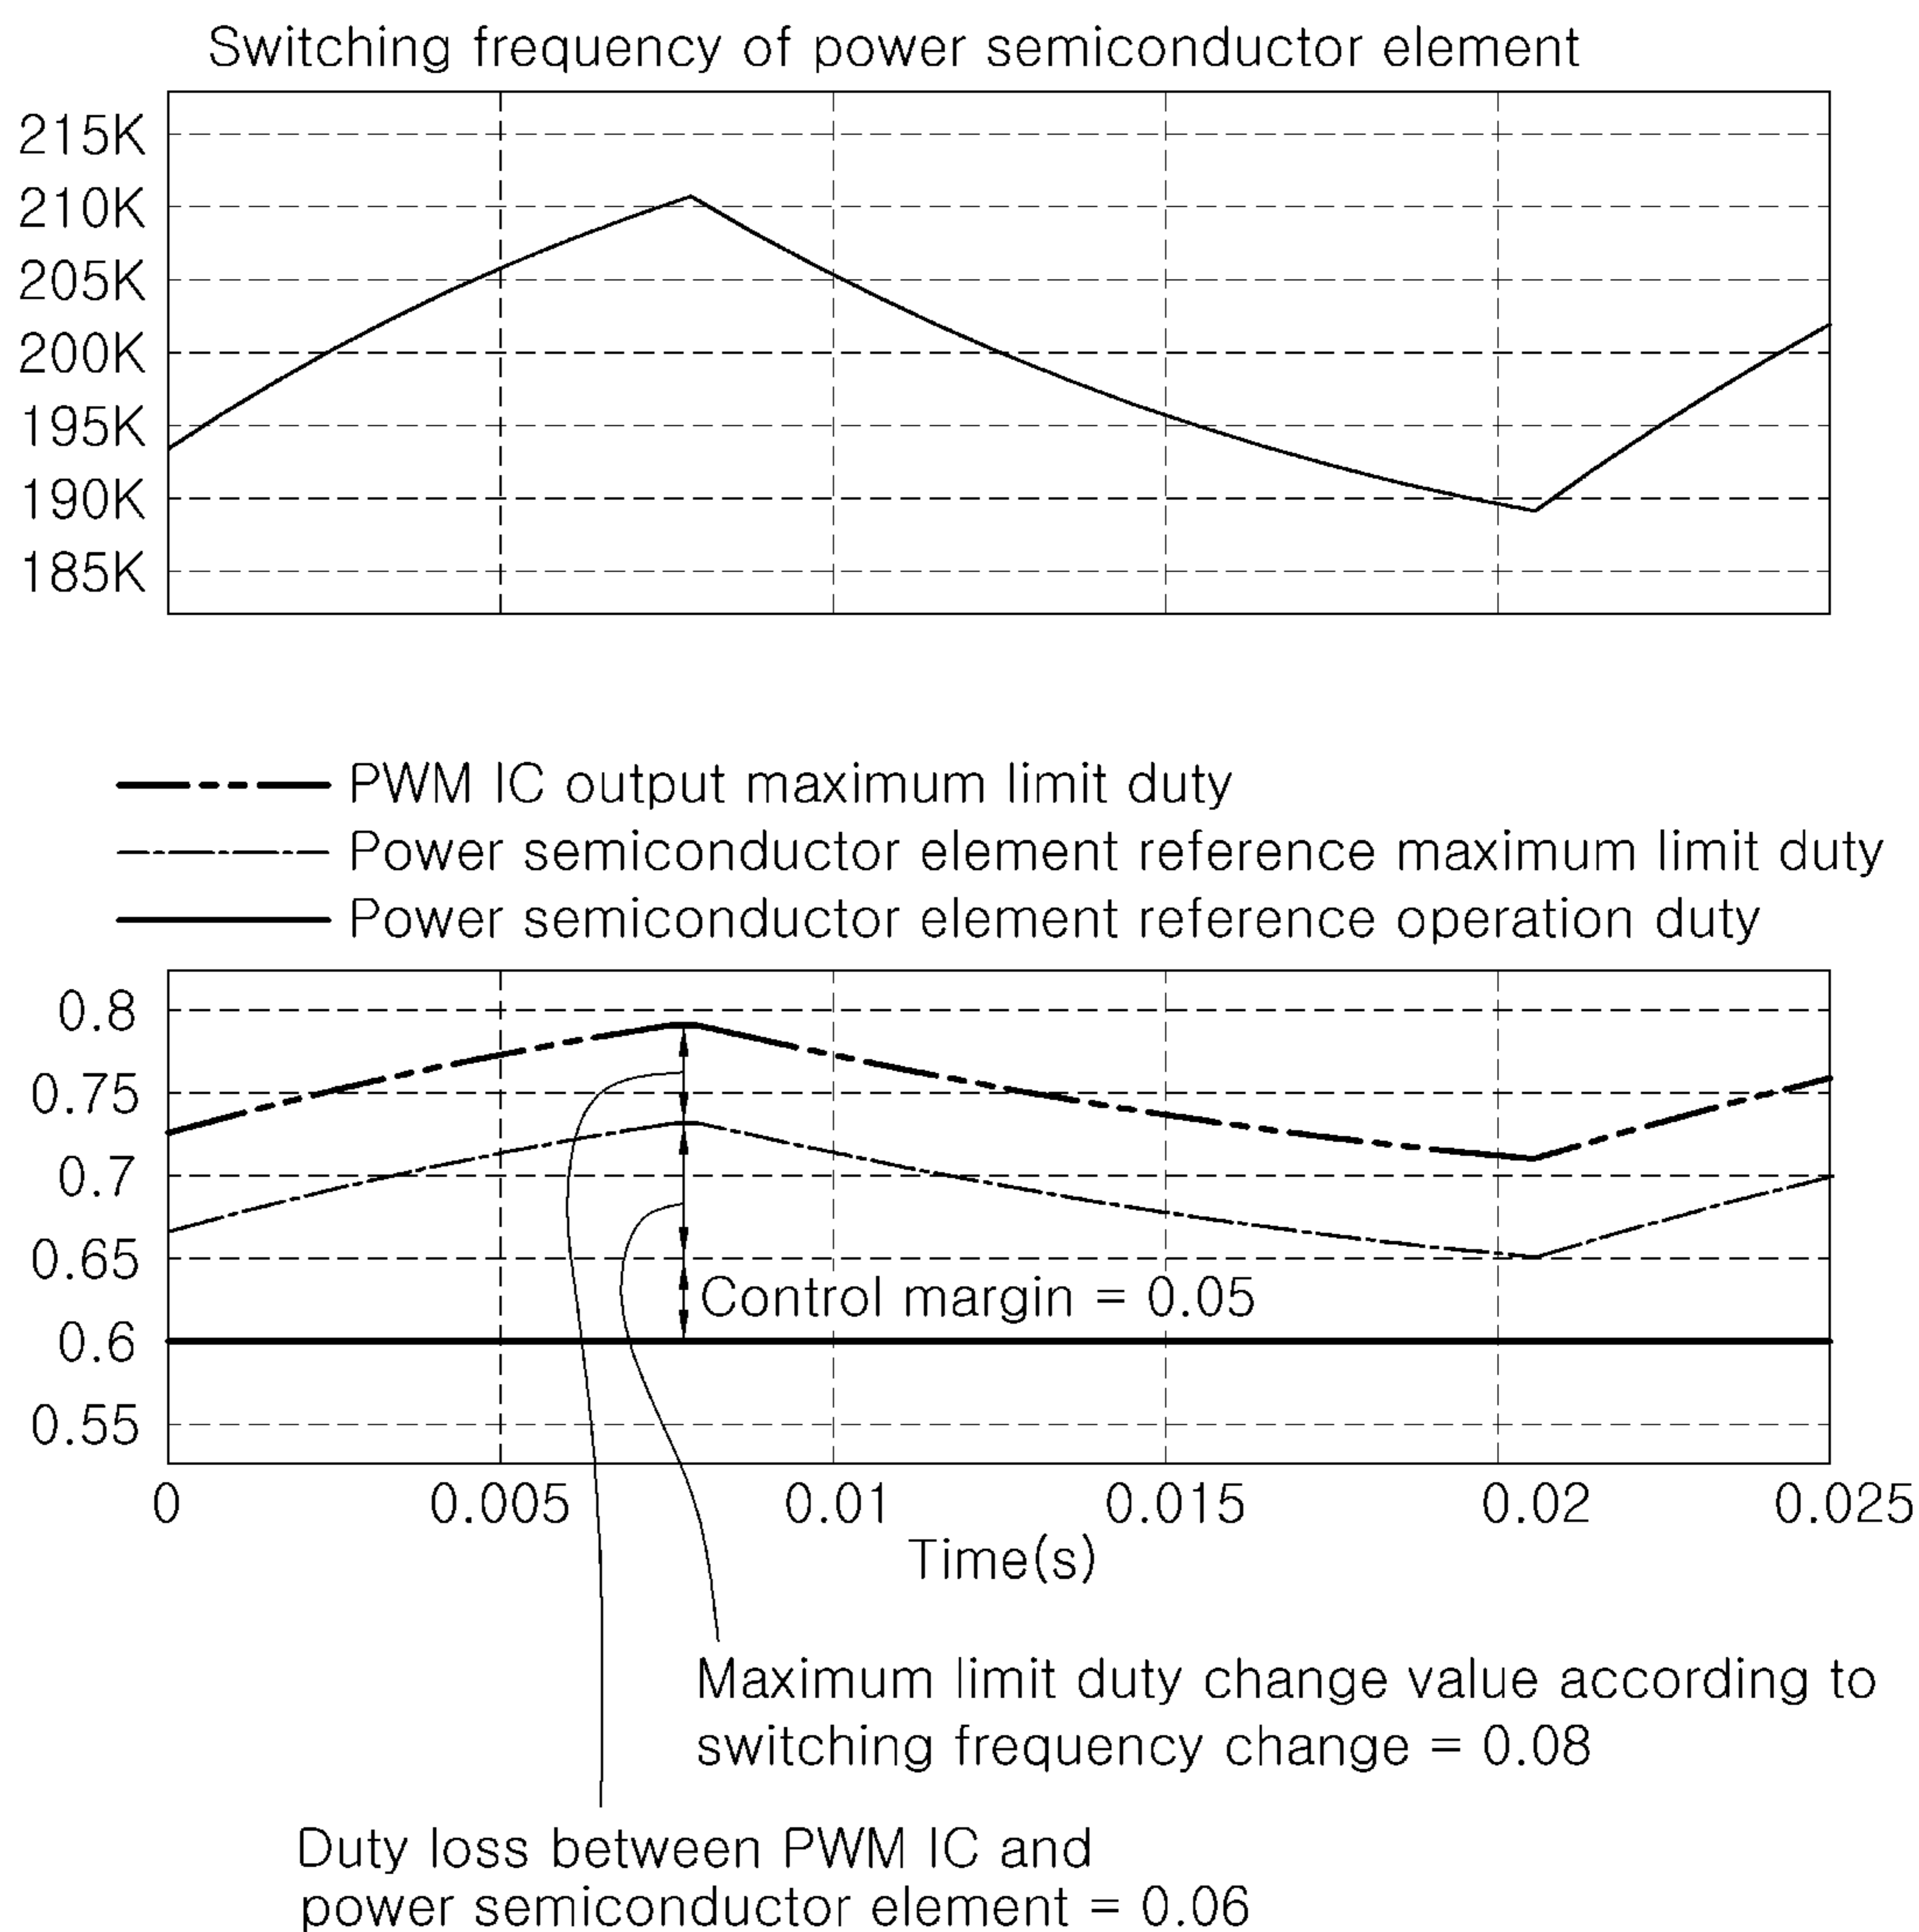 Switching frequency of power semiconductor element
215K
210K
205K
200K
195K
190K
185K
PWM IC output maximum limit duty
Power semiconductor element reference maximum limit duty
Power semiconductor element reference operation duty
0.8
0.75
0.7
0.65
Control margin = 0.05
0.6
0.55
0 0.005 0.01 0.015 0.02 0.025
Time(s)
Maximum limit duty change value according to
switching frequency change = 0.08
Duty loss between PWM IC and
power semiconductor element = 0.06